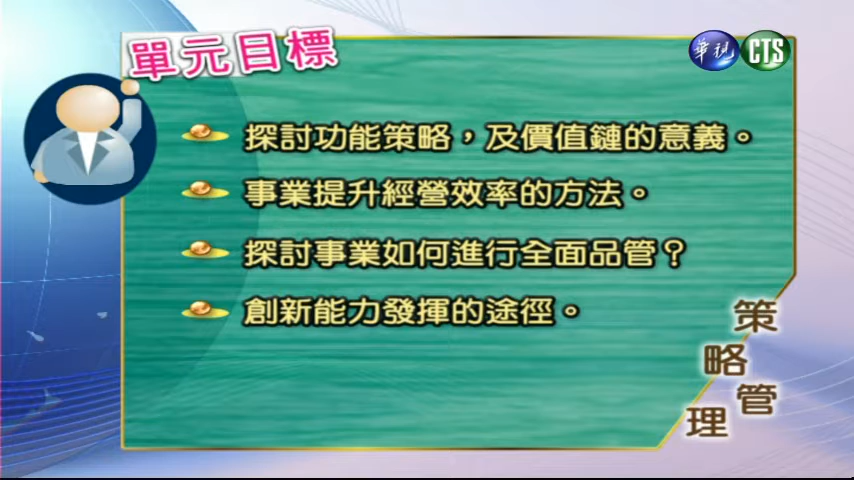 單元目標
華視 CTS
探討功能策略，及價值鏈的意義。
事業提升經營效率的方法。
探討事業如何進行全面品管？
創新能力發揮的途徑。
策略管理